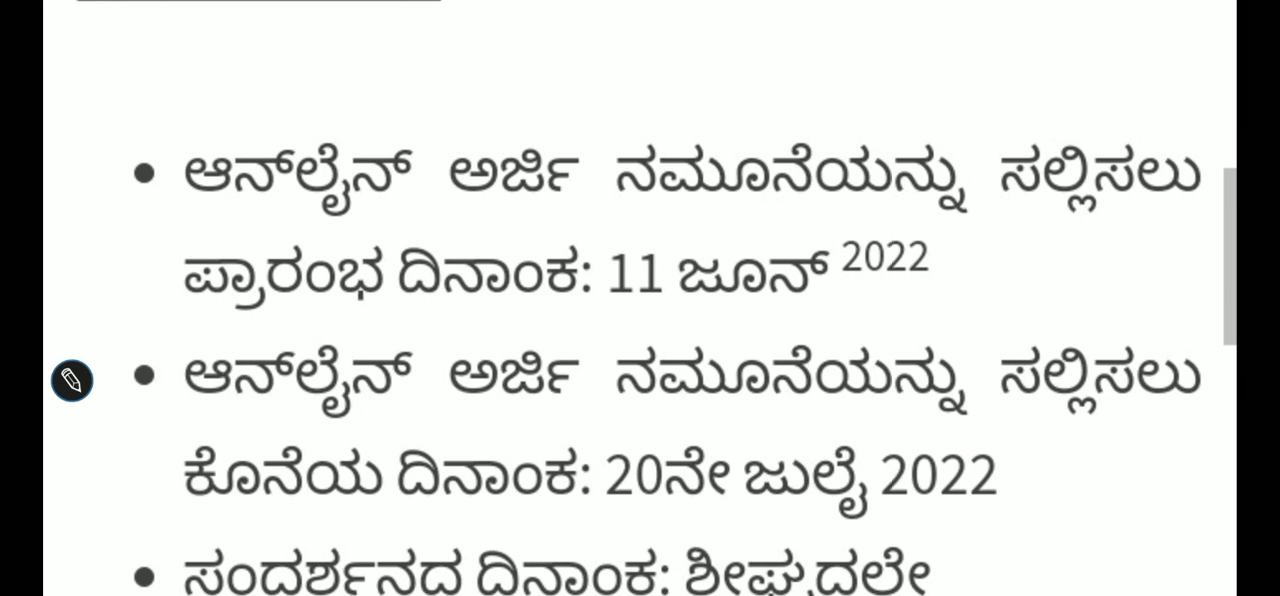 ಆನ್‌ಲೈನ್ ಅರ್ಜಿ ನಮೂನೆಯನ್ನು ಸಲ್ಲಿಸಲು
ಪ್ರಾರಂಭ ದಿನಾಂಕ: 11 ಜೂನ್ 2022
ಆನ್‌ಲೈನ್ ಅರ್ಜಿ ನಮೂನೆಯನ್ನು ಸಲ್ಲಿಸಲು
ಕೊನೆಯ ದಿನಾಂಕ: 20ನೇ ಜುಲೈ 2022
ಸಂದರ್ಶನದ ದಿನಾಂಕ: ಶೀಘ್ರದಲೇ